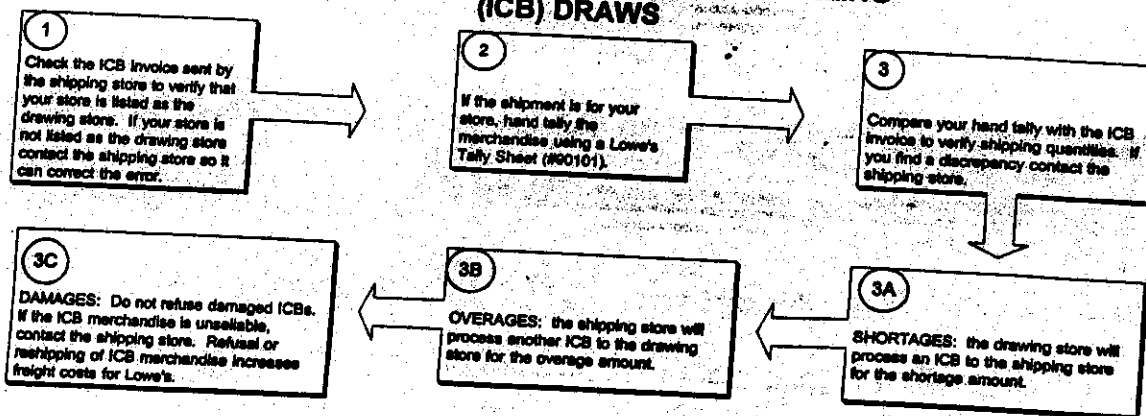 (ICB) DRAWS
1
Check the ICB Invoice sent by
the shipping store to verify that
your store is listed as the
drawing store. If your store is
not listed as the drawing store
contact the shipping store so it
can correct the error.
2
If the shipment is for your
store, hand tally the
merchandise using a Lowe's
Tally Sheet (#90101).
3
Compare your hand tally with the ICB
invoice to verify shipping quantities. If
you find a discrepancy contact the
shipping store.
3A
SHORTAGES: the drawing store will
process an ICB to the shipping store
for the shortage amount.
3B
OVERAGES: the shipping store will
process another ICB to the drawing
store for the overage amount.
3C
DAMAGES: Do not refuse damaged ICBs.
If the ICB merchandise is unsellable,
contact the shipping store. Refusal or
reshipping of ICB merchandise increases
freight costs for Lowe's.